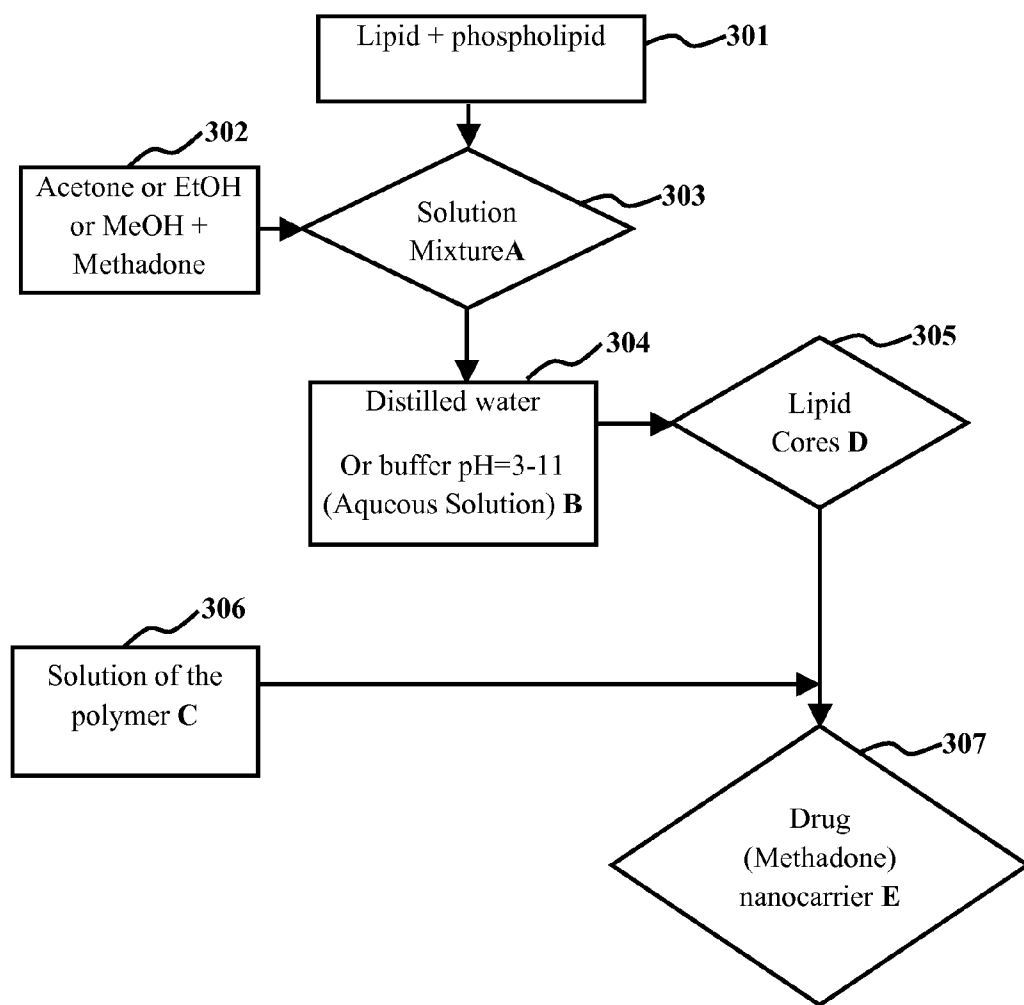 Lipid + phospholipid
301
302
Acetone or EtOH
or MeOH +
Methadone
303
Solution
MixtureA
304
Distilled water
Or buffer pH=3-11
(Aqueous Solution) B
305
Lipid
Cores D
306
Solution of the
polymer C
307
Drug
(Methadone)
nanocarrier E